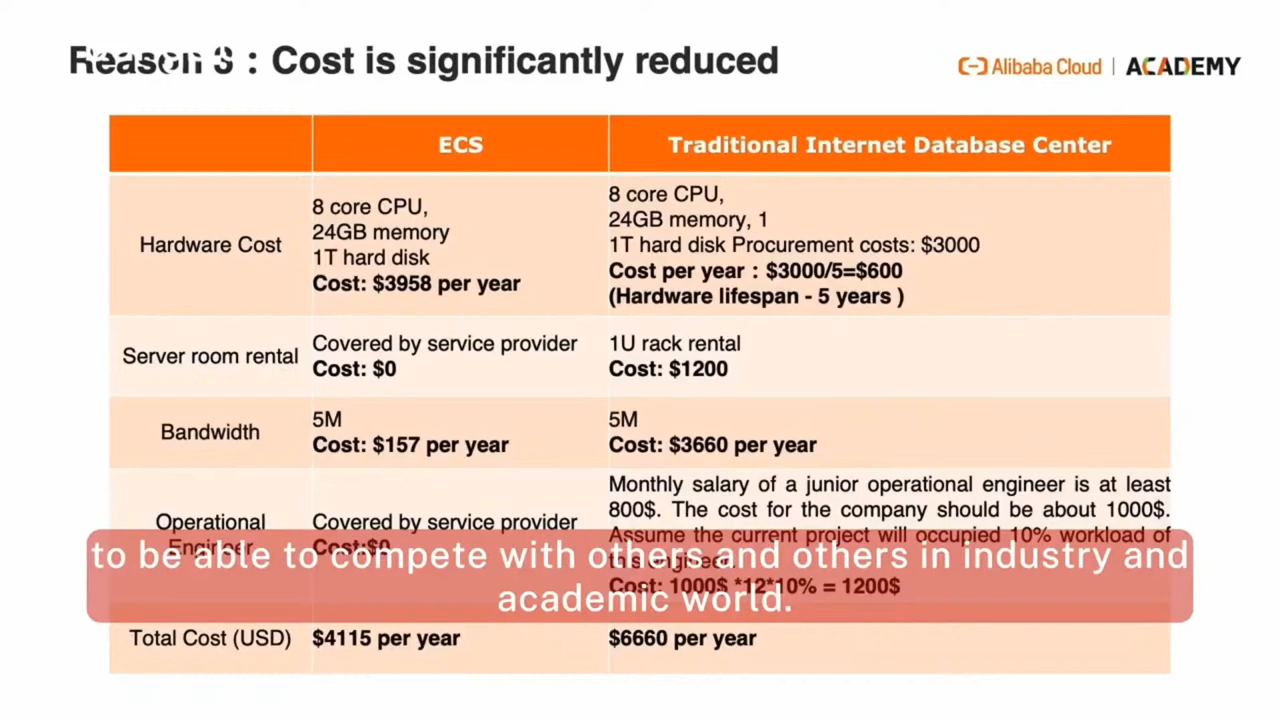 Reason 3 : Cost is significantly reduced
Alibaba Cloud | ACADEMY
ECS
Traditional Internet Database Center
Hardware Cost
8 core CPU,
24GB memory
1T hard disk
Cost: $3958 per year
8 core CPU,
24GB memory, 1
1T hard disk Procurement costs: $3000
Cost per year : $3000/5=$600
(Hardware lifespan - 5 years )
Server room rental
Covered by service provider
Cost: $0
1U rack rental
Cost: $1200
Bandwidth
5M
Cost: $157 per year
5M
Cost: $3660 per year
Operational
Engineer
Covered by service provider
Cost:$0
Monthly salary of a junior operational engineer is at least
800$. The cost for the company should be about 1000$.
Assume the current project will occupied 10% workload of
this engineer.
Cost: 1000$ *12*10% = 1200$
to be able to compete with others and others in industry and
academic world.
Total Cost (USD)
$4115 per year
$6660 per year